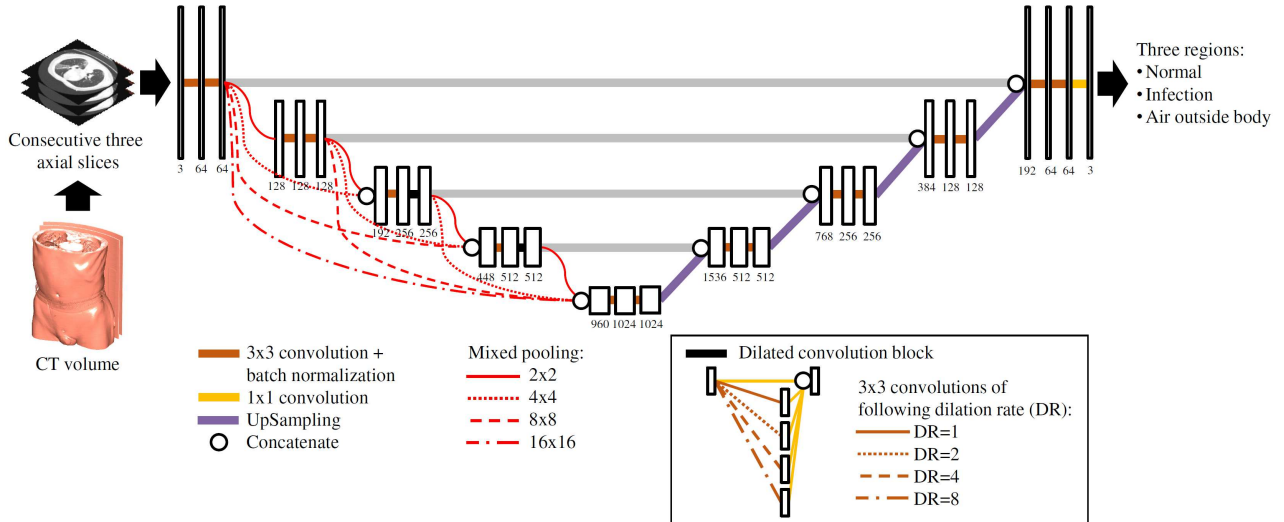 Consecutive three
axial slices
CT volume
3 64 64
128 128 128
192 256 256
448 512 512
960 1024 1024
1536 512 512
768 256 256
384 128 128
192 64 64 3
Three regions:
• Normal
• Infection
• Air outside body
3x3 convolution +
batch normalization
1x1 convolution
UpSampling
Concatenate
Mixed pooling:
2x2
4x4
8x8
16x16
Dilated convolution block
3x3 convolutions of
following dilation rate (DR):
DR=1
DR=2
DR=4
DR=8